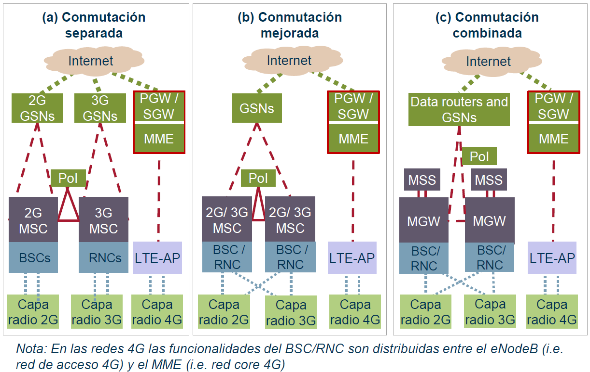 (a) Conmutación
separada
Internet
2G
GSNs
3G
GSNs
PGW /
SGW
MME
PoI
2G
MSC
3G
MSC
BSCs
RNCs
LTE-AP
Capa
radio 2G
Capa
radio 3G
Capa
radio 4G
(b) Conmutación
mejorada
Internet
GSNs
PGW /
SGW
MME
PoI
2G/ 3G
MSC
2G/ 3G
MSC
BSC /
RNC
BSC /
RNC
LTE-AP
Capa
radio 2G
Capa
radio 3G
Capa
radio 4G
(c) Conmutación
combinada
Internet
Data routers and
GSNs
PGW /
SGW
MME
PoI
MSS
MSS
MGW
MGW
BSC/
RNC
BSC/
RNC
LTE-AP
Capa
radio 2G
Capa
radio 3G
Capa
radio 4G
Nota: En las redes 4G las funcionalidades del BSC/RNC son distribuidas entre el eNodeB (i.e.
red de acceso 4G) y el MME (i.e. red core 4G)